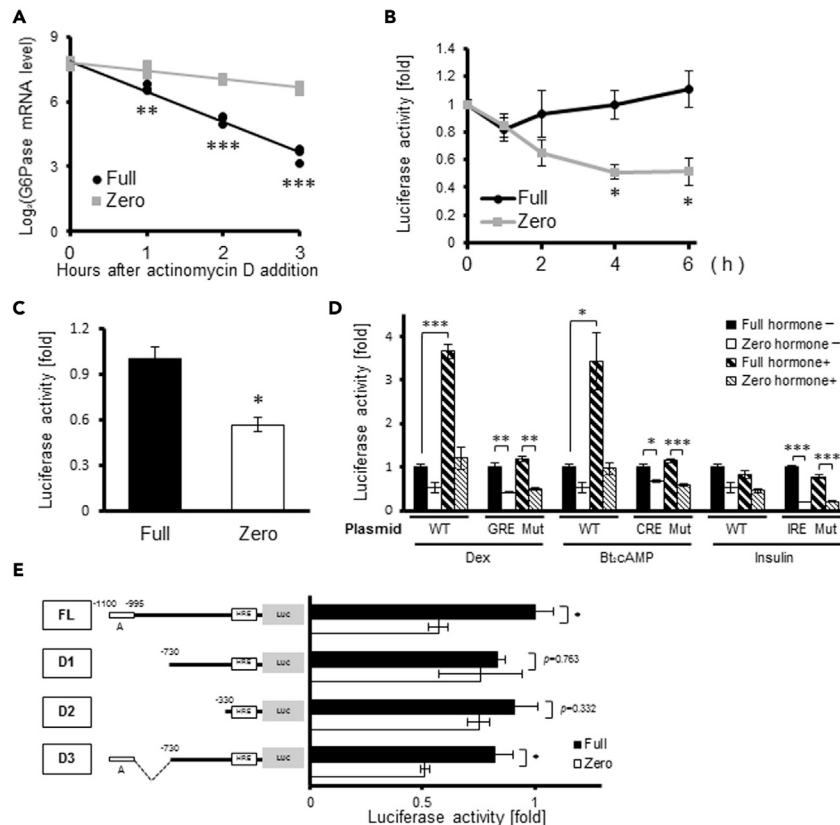 A
Log₂(G6Pase mRNA level)
9
6
3
0
**
***
***
Full
Zero
0 1 2 3
Hours after actinomycin D addition
B
Luciferase activity [fold]
1.4
1.2
1
0.8
0.6
0.4
0.2
0
Full
Zero
*
*
0 2 4 6 (h)
C
Luciferase activity [fold]
1.2
0.9
0.6
0.3
0
*
Full Zero
D
Luciferase activity [fold]
4
2
1
0
***
*
** **
* ***
*** ***
Full hormone−
Zero hormone−
Full hormone+
Zero hormone+
Plasmid WT GRE Mut WT CRE Mut WT IRE Mut
Dex Bt₂cAMP Insulin
E
-1100 -995
FL A HRE LUC
*
-730
D1 HRE LUC
p=0.763
-330
D2 HRE LUC
p=0.332
-730
D3 A HRE LUC
*
Full
Zero
0 0.5 1
Luciferase activity [fold]